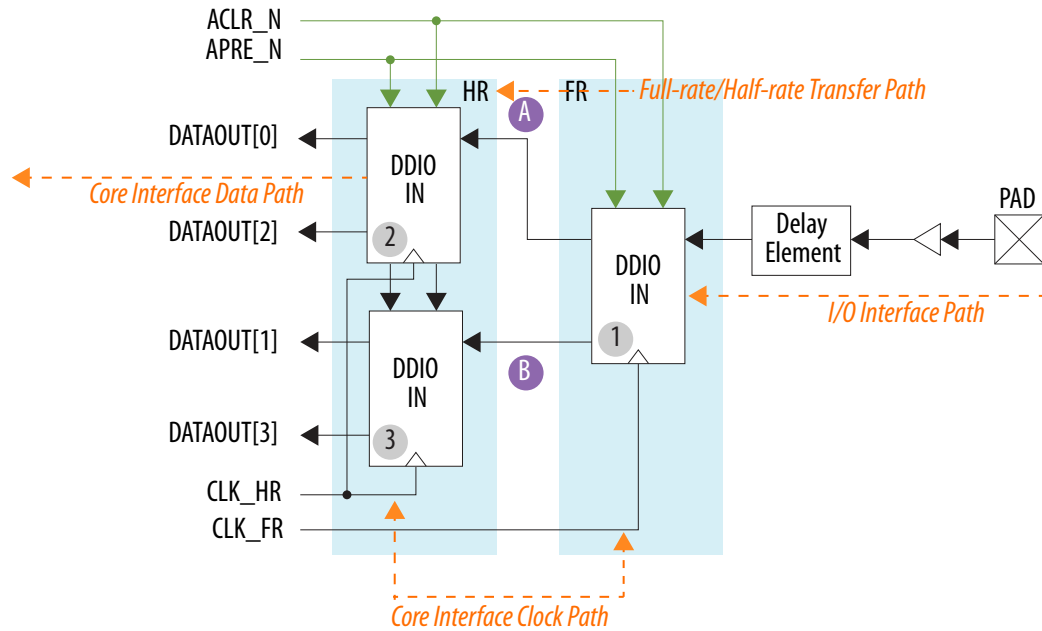 ACLR_N
APRE_N
HR
FR
Full-rate/Half-rate Transfer Path
A
DATAOUT[0]
DDIO
IN
Core Interface Data Path
DATAOUT[2]
2
PAD
Delay
Element
DDIO
IN
I/O Interface Path
1
DATAOUT[1]
DDIO
IN
B
DATAOUT[3]
3
CLK_HR
CLK_FR
Core Interface Clock Path